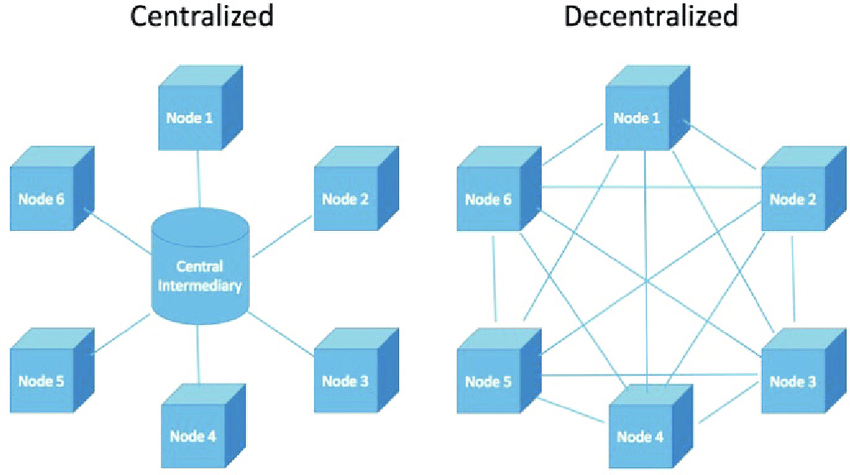 Centralized
Node 1
Node 6
Node 2
Central
Intermediary
Node 5
Node 3
Node 4
Decentralized
Node 1
Node 6
Node 2
Node 5
Node 3
Node 4